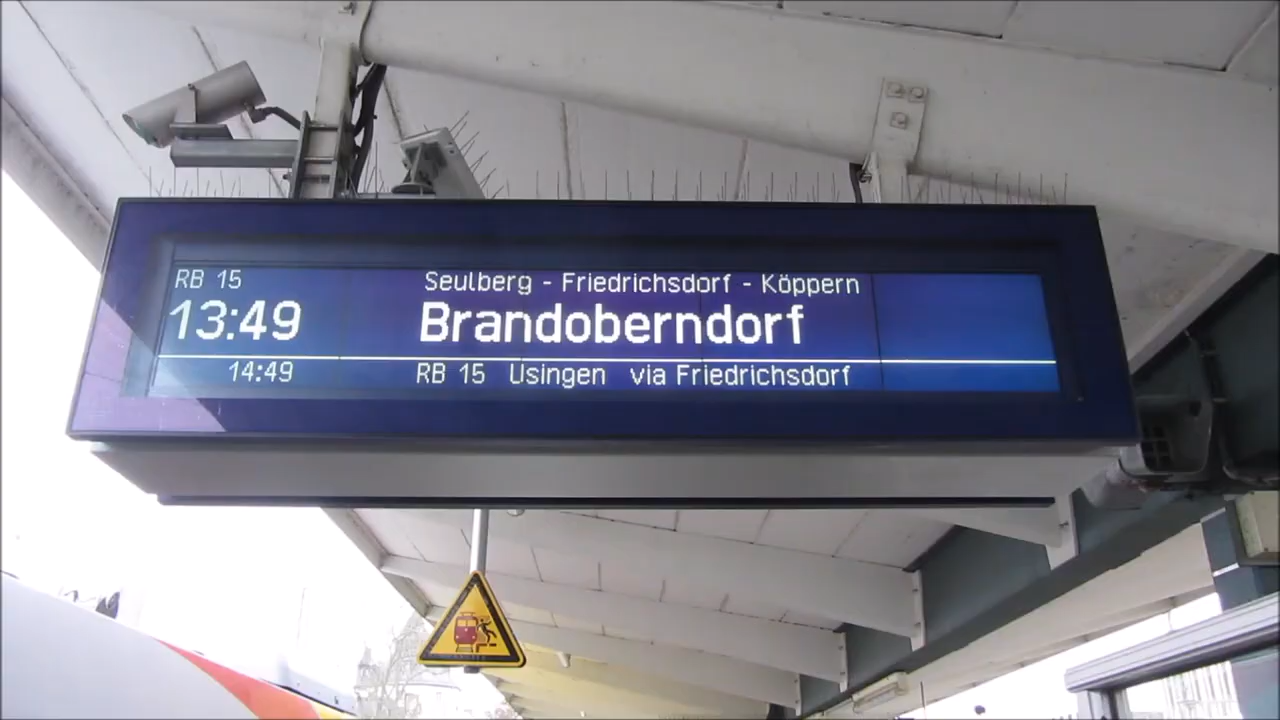 RB 15 Seulberg - Friedrichsdorf - Köppern
13:49 Brandoberndorf
14:49 RB 15 Usingen via Friedrichsdorf